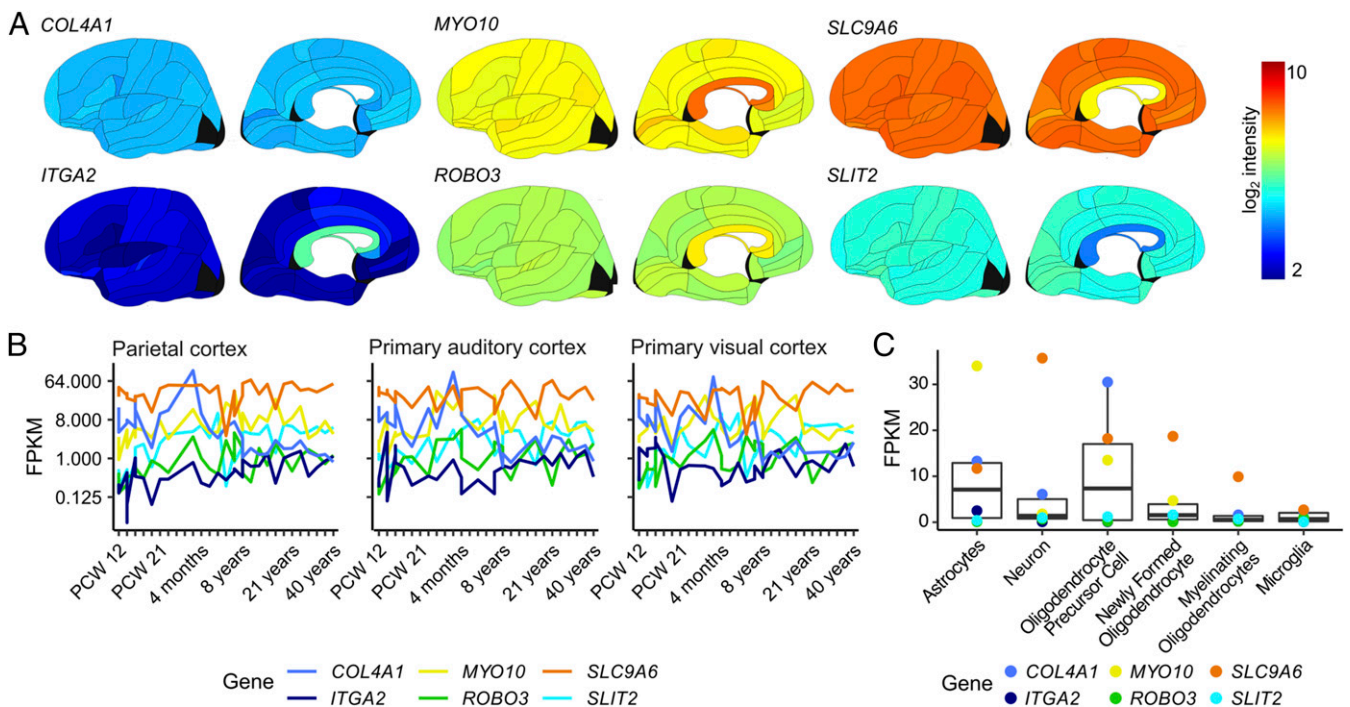 A
COL4A1 MYO10 SLC9A6
10
log2 intensity
2
ITGA2 ROBO3 SLIT2
B
Parietal cortex Primary auditory cortex Primary visual cortex
FPKM
64.000
8.000
1.000
0.125
PCW 12 PCW 21 4 months 8 years 21 years 40 years
PCW 12 PCW 21 4 months 8 years 21 years 40 years
PCW 12 PCW 21 4 months 8 years 21 years 40 years
Gene COL4A1 MYO10 SLC9A6
ITGA2 ROBO3 SLIT2
C
FPKM
30
20
10
0
Astrocytes
Neuron
Oligodendrocyte
Precursor Cell
Newly Formed
Oligodendrocyte
Myelinating
Oligodendrocytes
Microglia
Gene COL4A1 MYO10 SLC9A6
ITGA2 ROBO3 SLIT2